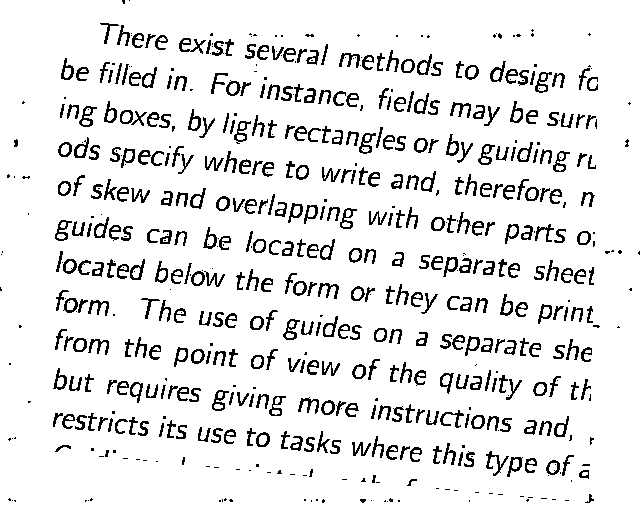 There exist several methods to design fo
be filled in. For instance, fields may be surr
ing boxes, by light rectangles or by guiding ru
ods specify where to write and, therefore, n
of skew and overlapping with other parts o
guides can be located on a separate sheet
located below the form or they can be print
form. The use of guides on a separate she
from the point of view of the quality of th
but requires giving more instructions and,
restricts its use to tasks where this type of a